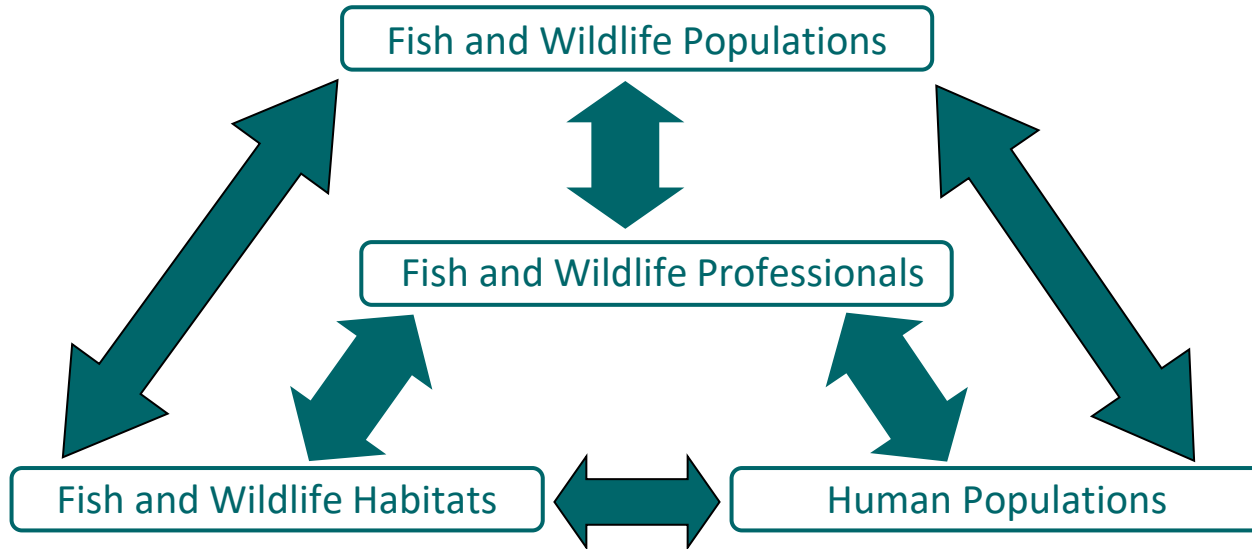 Fish and Wildlife Populations
Fish and Wildlife Professionals
Fish and Wildlife Habitats
Human Populations